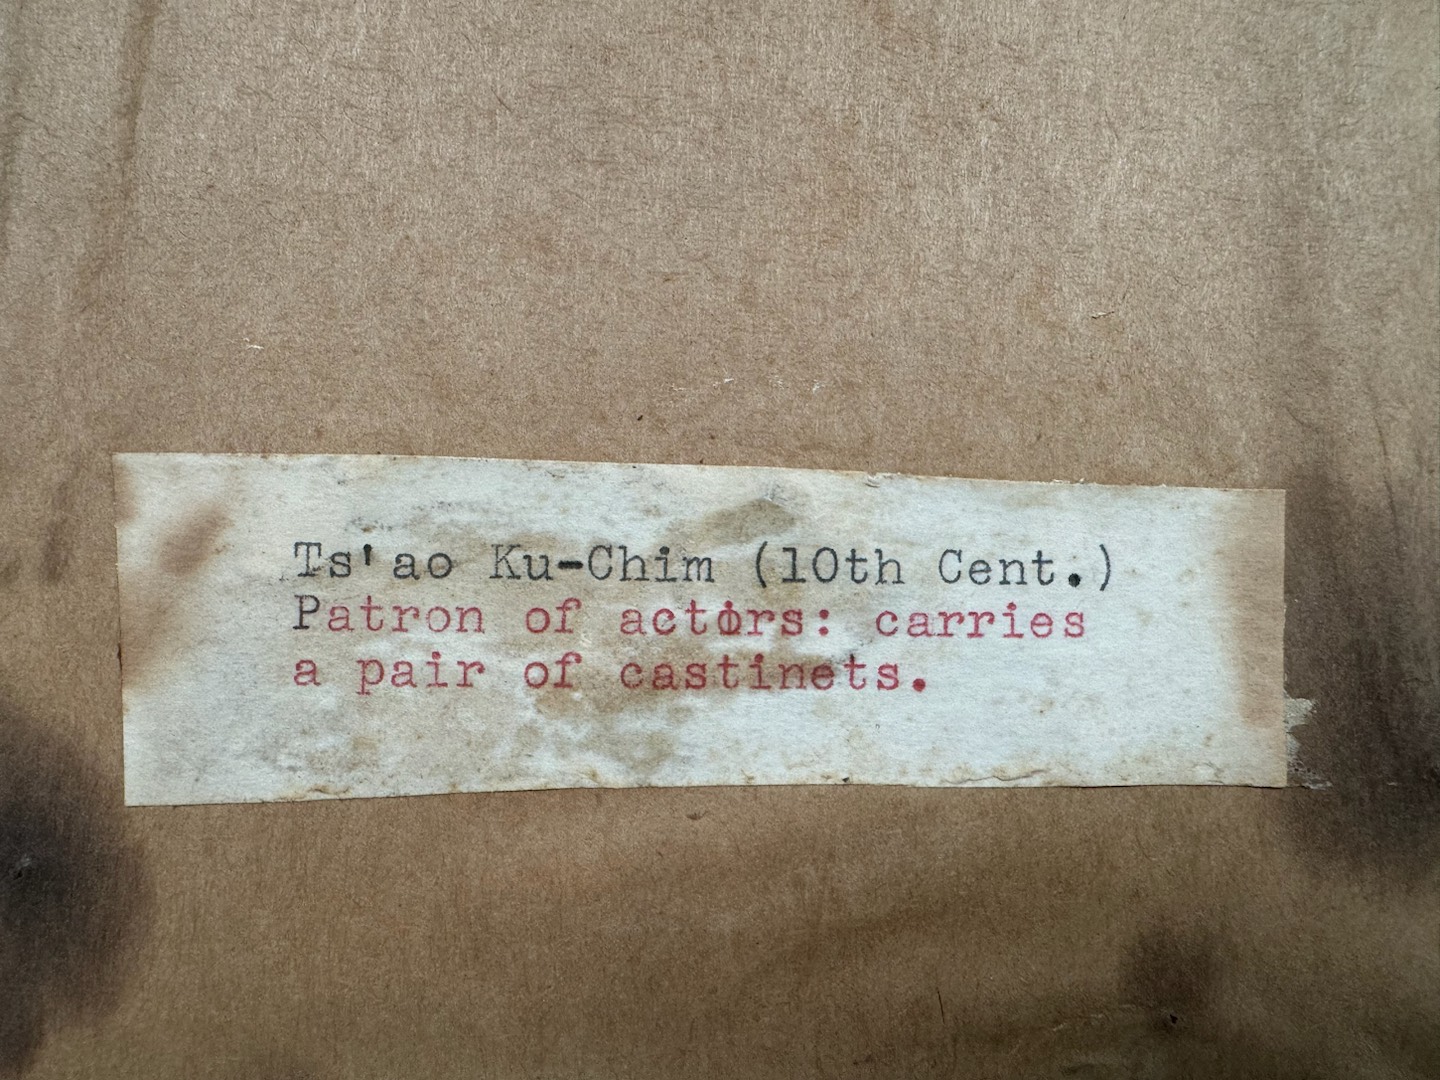 Ts'ao Ku-Chim (10th Cent.)
Patron of actors: carries
a pair of castinets.